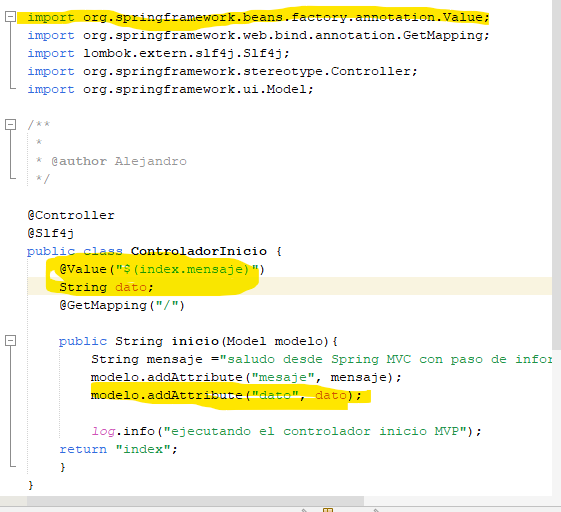 import org.springframework.beans.factory.annotation.Value;
import org.springframework.web.bind.annotation.GetMapping;
import lombok.extern.slf4j.Slf4j;
import org.springframework.stereotype.Controller;
import org.springframework.ui.Model;
/**
*
* @author Alejandro
*/
@Controller
@Slf4j
public class ControladorInicio {
@Value("$(index.mensaje)")
String dato;
@GetMapping("/")
public String inicio(Model modelo){
String mensaje ="saludo desde Spring MVC con paso de infor
modelo.addAttribute("mesaje", mensaje);
modelo.addAttribute("dato", dato);
log.info("ejecutando el controlador inicio MVP");
return "index";
}
}